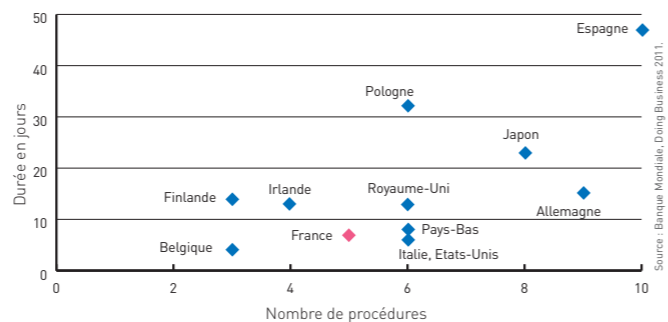 50
40
30
20
10
0
Durée en jours
Espagne
Pologne
Japon
Finlande
Irlande
Royaume-Uni
Allemagne
France
Pays-Bas
Belgique
Italie, Etats-Unis
0 2 4 6 8 10
Nombre de procédures
Source : Banque Mondiale, Doing Business 2011.